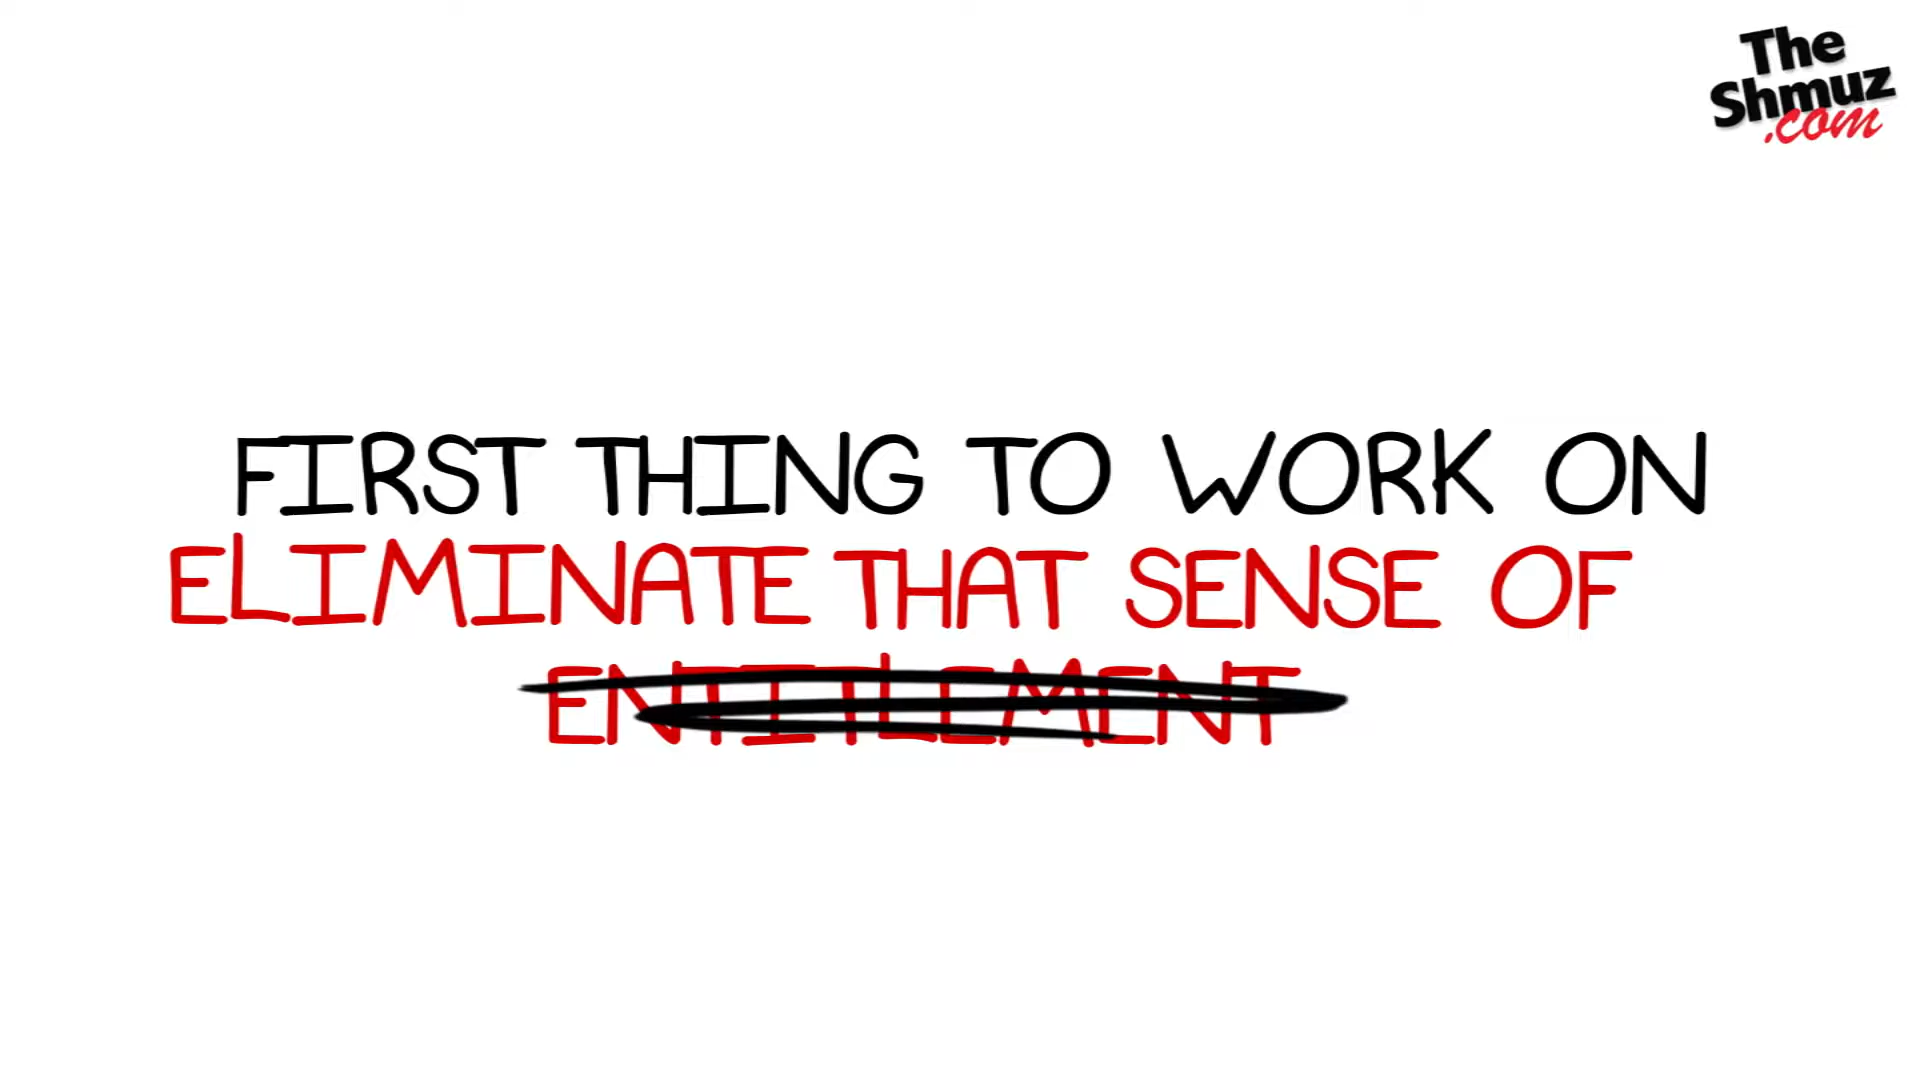 The
Shmuz
.com
FIRST THING TO WORK ON
ELIMINATE THAT SENSE OF
ENTITLEMENT